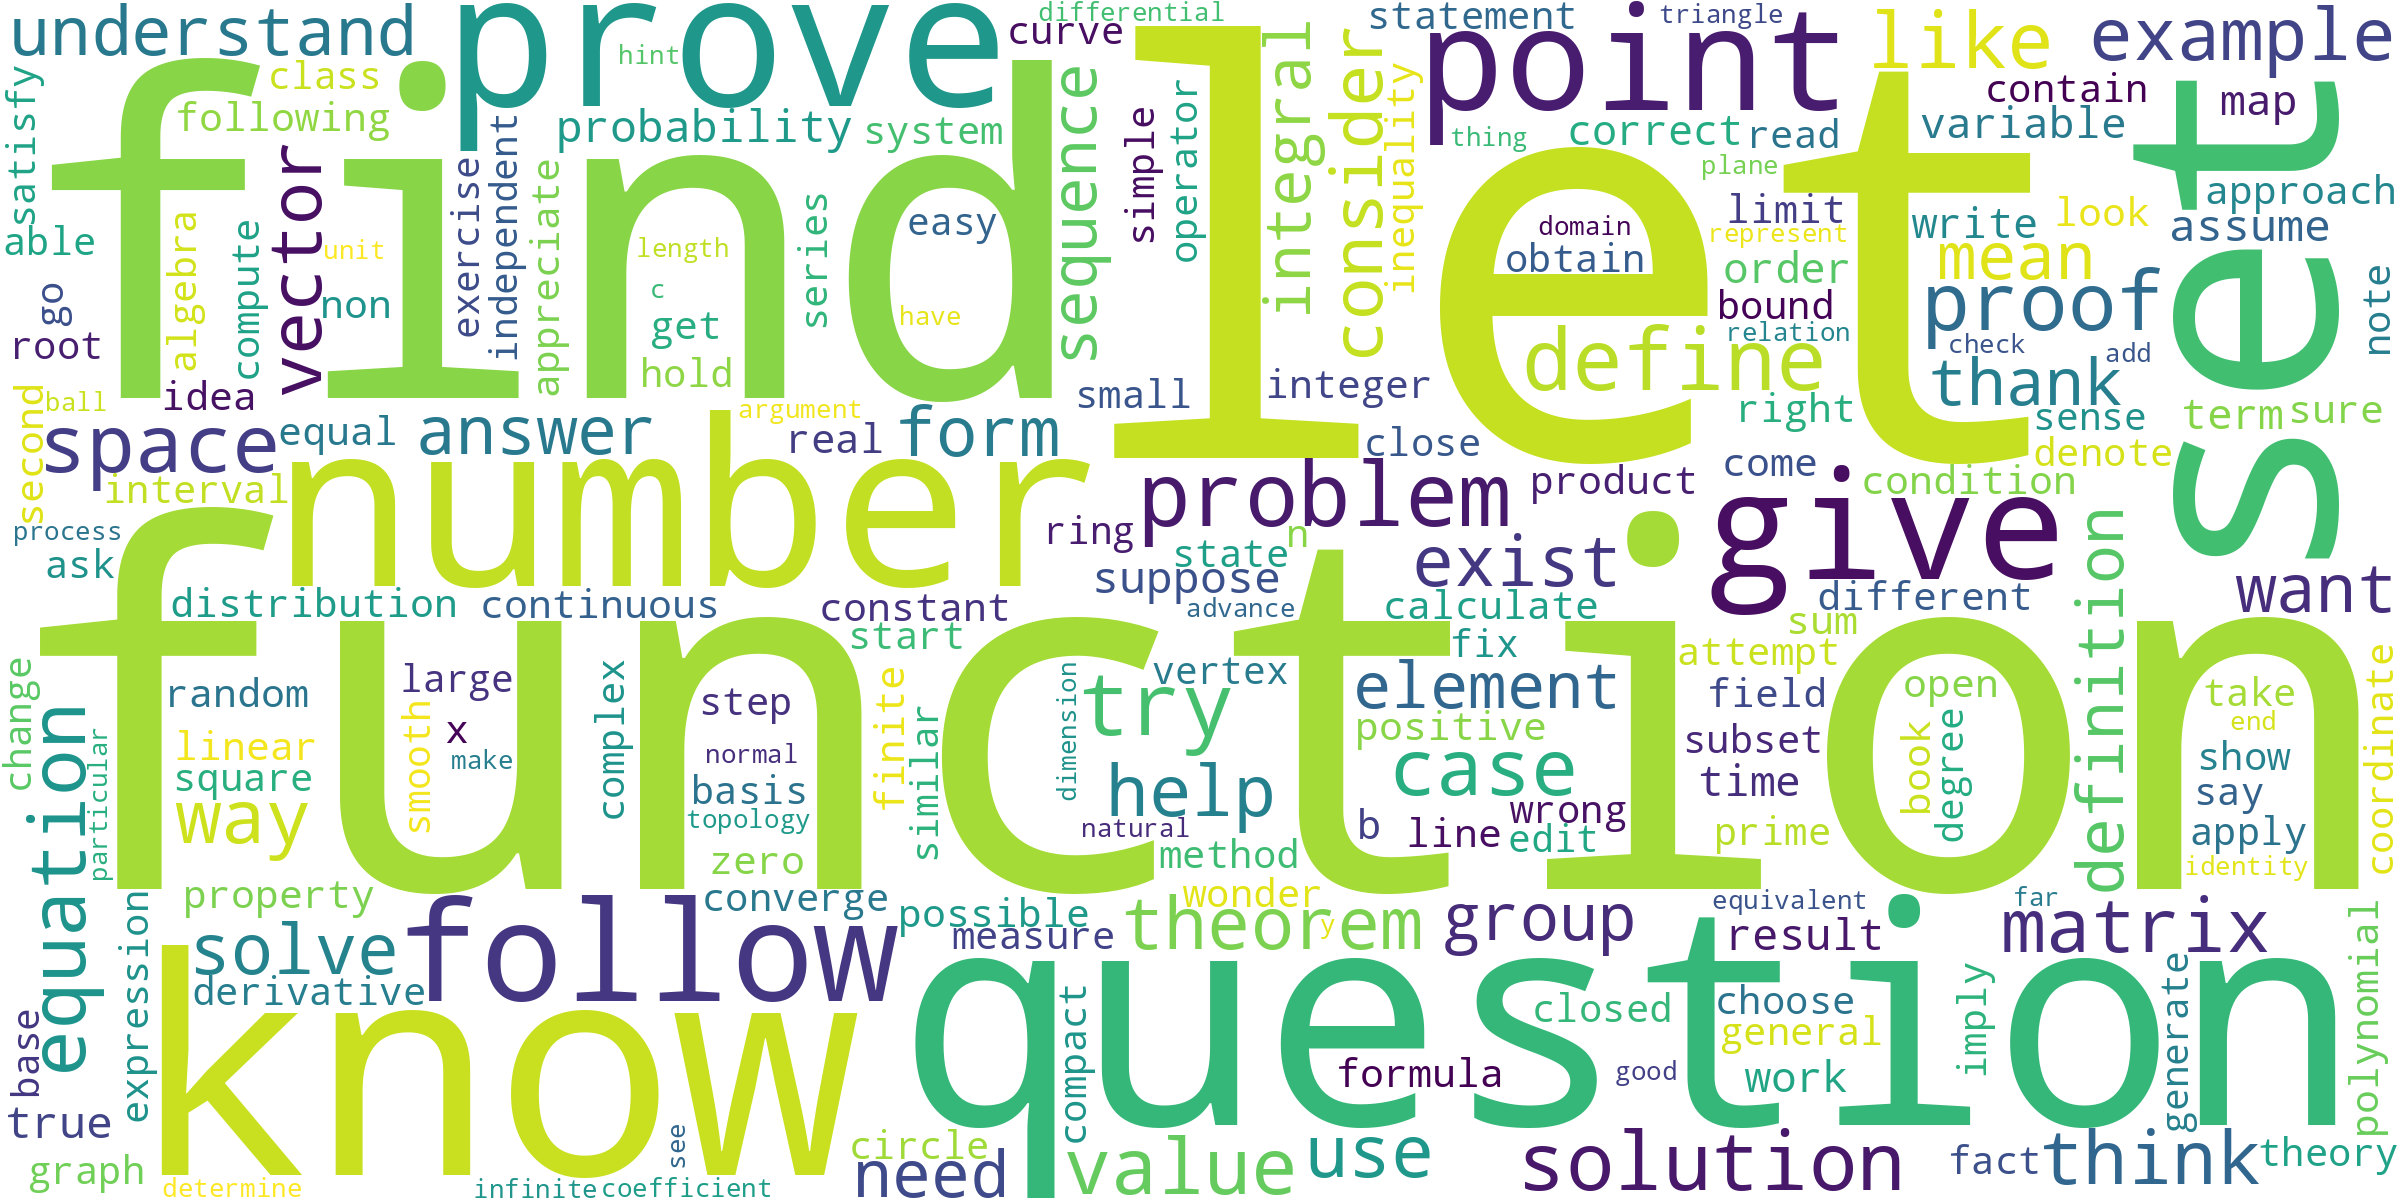 understand
prove
differential
curve
statement
triangle
point
like
example
hint
class
following
satisfy
find
let
set
probability
system
sequence
simple
operator
integral
consider
inequality
thing
correct
read
plane
contain
map
variable
approach
assume
limit
represent
write
look
domain
obtain
order
mean
bound
relation
proof
note
check
add
able
algebra
compute
vector
unit
non
exercise
independent
appreciate
length
c
get
hold
series
easy
have
go
root
second
ball
idea
define
thank
right
sense
term
sure
denote
small
integer
close
argument
real
form
answer
equal
space
interval
number
problem
product
come
condition
process
ask
ring
state
n
suppose
advance
exist
give
different
want
definition
distribution
continuous
constant
start
function
calculate
fix
sum
attempt
vertex
try
element
positive
case
field
subset
time
open
book
degree
take
end
show
say
apply
identity
coordinate
change
particular
equation
random
linear
square
way
large
smooth
x
make
complex
step
normal
basis
topology
zero
finite
similar
dimension
help
natural
method
wonder
b
line
wrong
edit
prime
property
converge
possible
measure
theorem
y
group
equivalent
result
far
matrix
expression
solve
derivative
follow
know
question
compact
closed
choose
general
formula
good
work
imply
generate
polynomial
base
true
graph
determine
see
infinite
coefficient
circle
need
value
use
solution
fact
think
theory